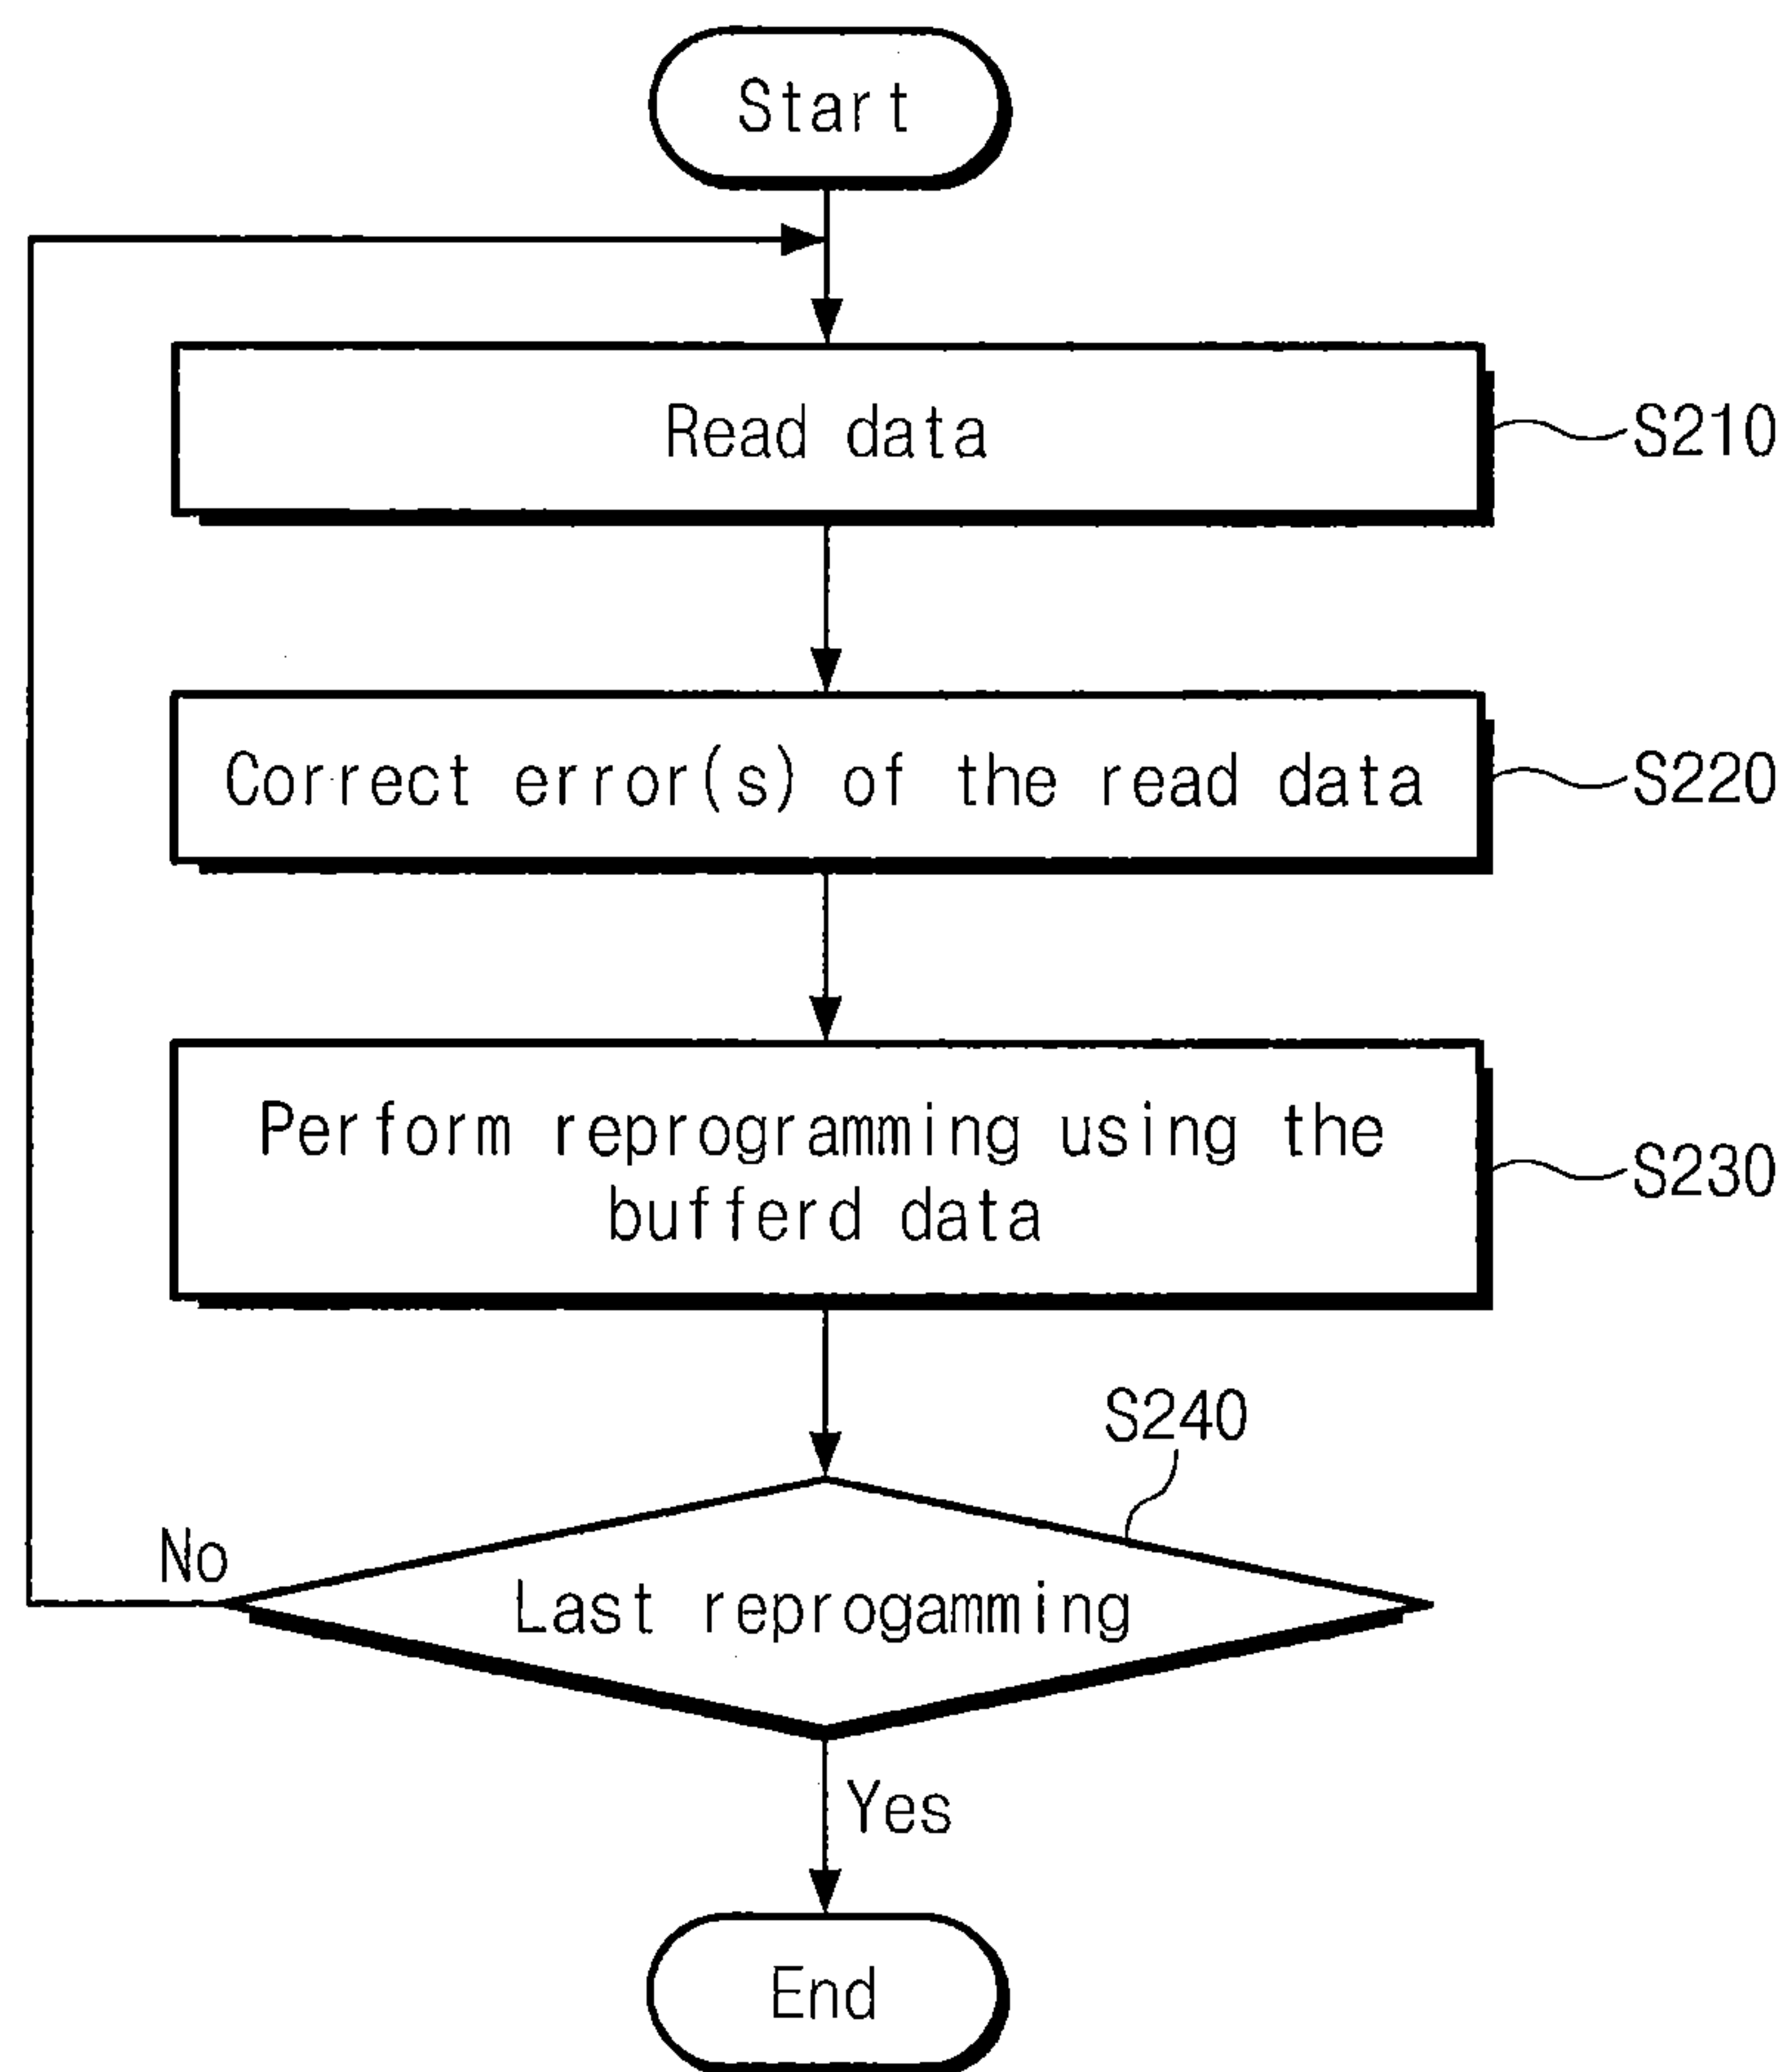 Start
Read data
S210
Correct error(s) of the read data
S220
Perform reprogramming using the
bufferd data
S230
S240
No
Last reprogamming
Yes
End